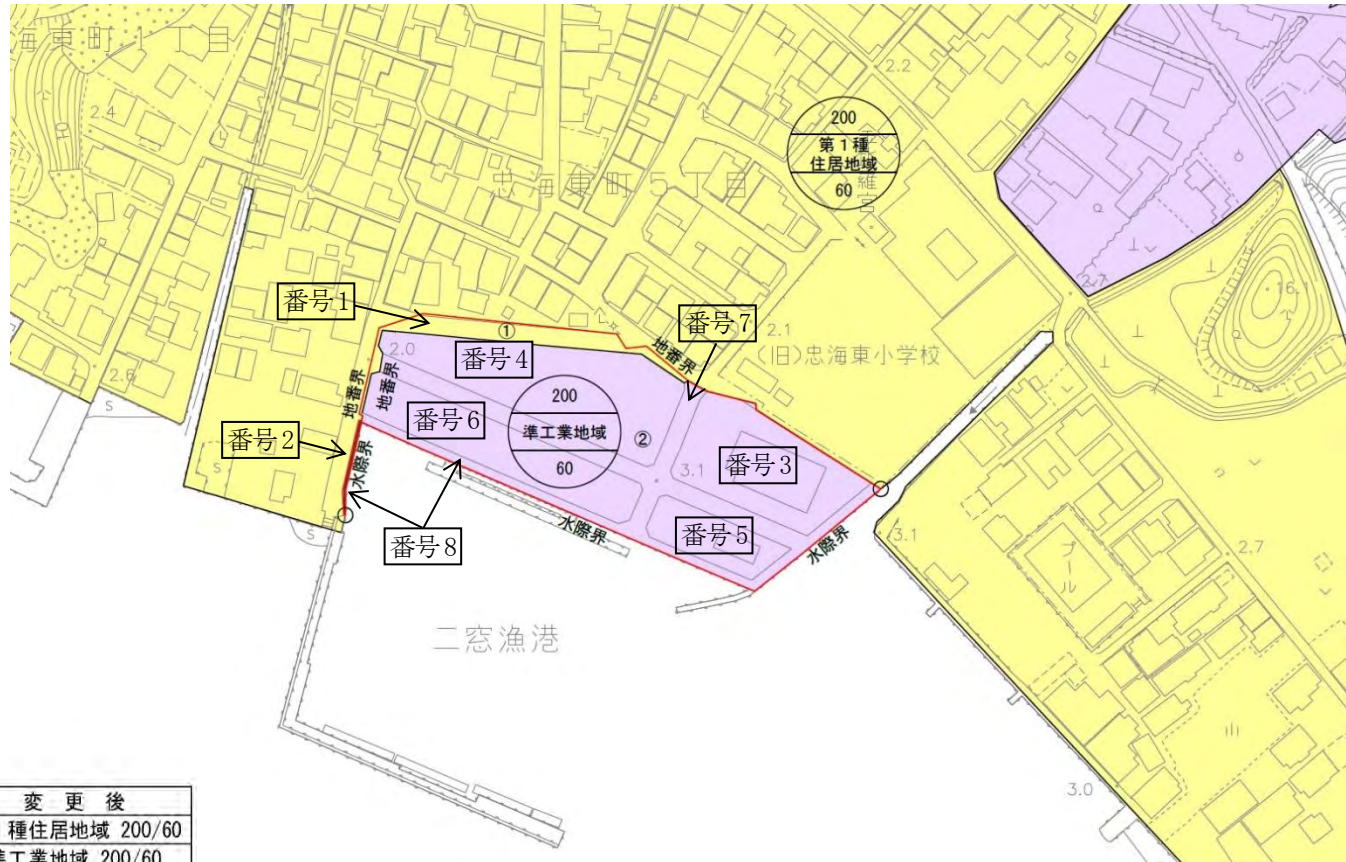 海東町1丁目
2.4
2.2
200
第1種
住居地域
60
維宮
忠海東町5丁目
2.7
16.1
番号1
①
番号7
2.1
(旧)忠海東小学校
地番界
2.0
番号4
2.6
地番界
地番界
200
準工業地域
60
②
番号6
番号2
水際界
3.1
番号3
番号8
水際界
番号5
水際界
3.1
プール
2.7
二窓漁港
3.0
変更後
種住居地域 200/60
準工業地域 200/60